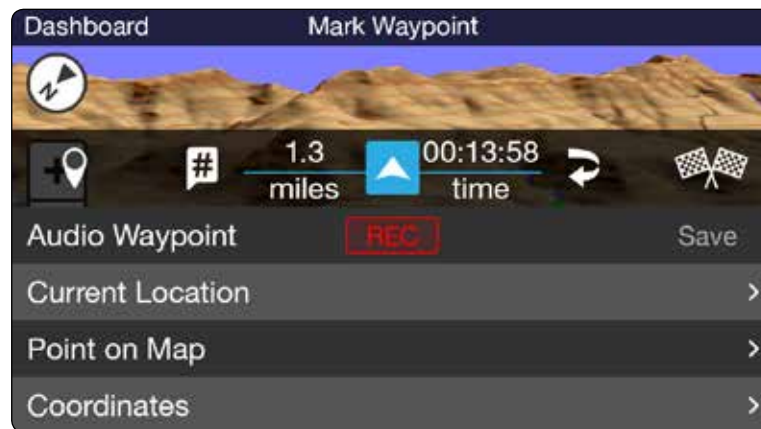 Dashboard Mark Waypoint
N
# 1.3 00:13:58
miles time
Audio Waypoint REC Save
Current Location
Point on Map
Coordinates